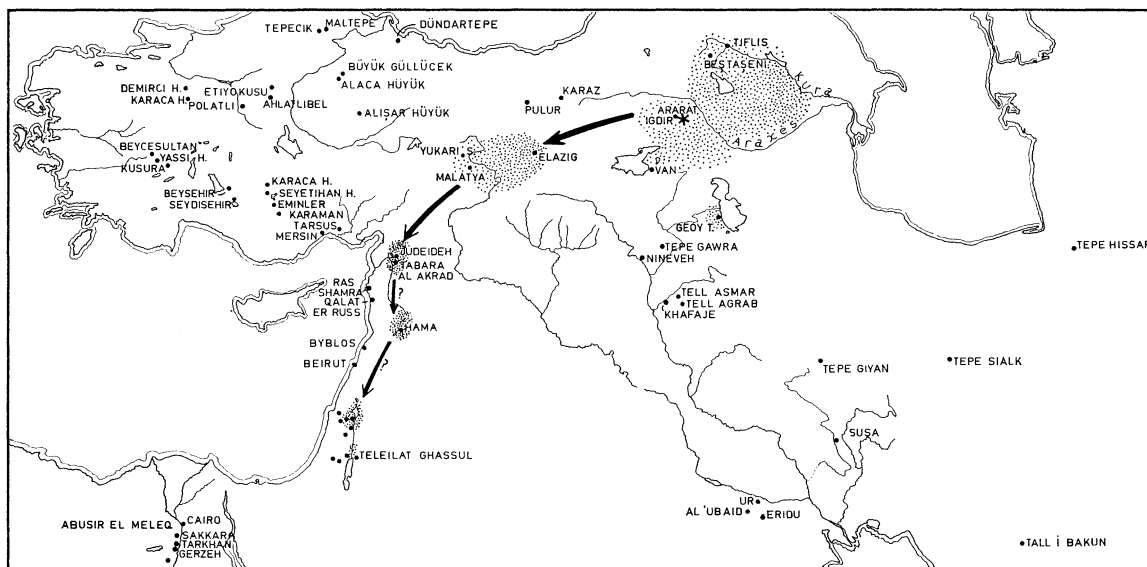 TEPECIK
MALTEPE
DÜNDARTEPE
TIFLIS
BESTASENI
BÜYÜK GÜLLÜCEK
ALACA HÜYÜK
DEMIRCI H.
KARACA H.
POLATLI
ETIYOKUSU
AHLATLIBEL
ALIŞAR HÜYÜK
PULUR
KARAZ
ARARAT
IGDIR
Kura
Araxes
BEYCESULTAN
YASSI H.
KUSURA
YUKARI S.
MALATYA
ELAZIG
VAN
BEYSEHIR
SEYDISEHIR
KARACA H.
SEYETIHAN H.
EMINLER
KARAMAN
TARSUS
MERSIN
GEOY T.
TEPE GAWRA
NINEVEH
TEPE HISSAR
JUDEIDEH
TABARA
AL AKRAD
RAS
SHAMRA
QALAT
ER RUSS
?
TELL ASMAR
TELL AGRAB
KHAFAJE
HAMA
BYBLOS
BEIRUT
?
TEPE GIYAN
TEPE SIALK
SUSA
TELEILAT GHASSUL
UR
AL 'UBAID
ERIDU
ABUSIR EL MELEQ
CAIRO
SAKKARA
TARKHAN
GERZEH
TALL I BAKUN